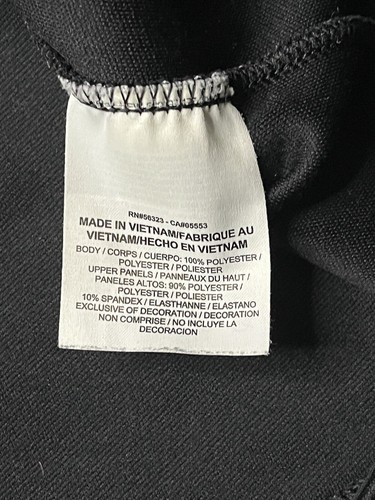 RN#56323 - CA#05553
MADE IN VIETNAM/FABRIQUE AU
VIETNAM/HECHO EN VIETNAM
BODY / CORPS / CUERPO: 100% POLYESTER /
POLYESTER / POLIESTER
UPPER PANELS / PANNEAUX DU HAUT /
PANELES ALTOS: 90% POLYESTER /
POLYESTER / POLIESTER
10% SPANDEX / ELASTHANNE / ELASTANO
EXCLUSIVE OF DECORATION / DECORATION
NON COMPRISE / NO INCLUYE LA
DECORACION